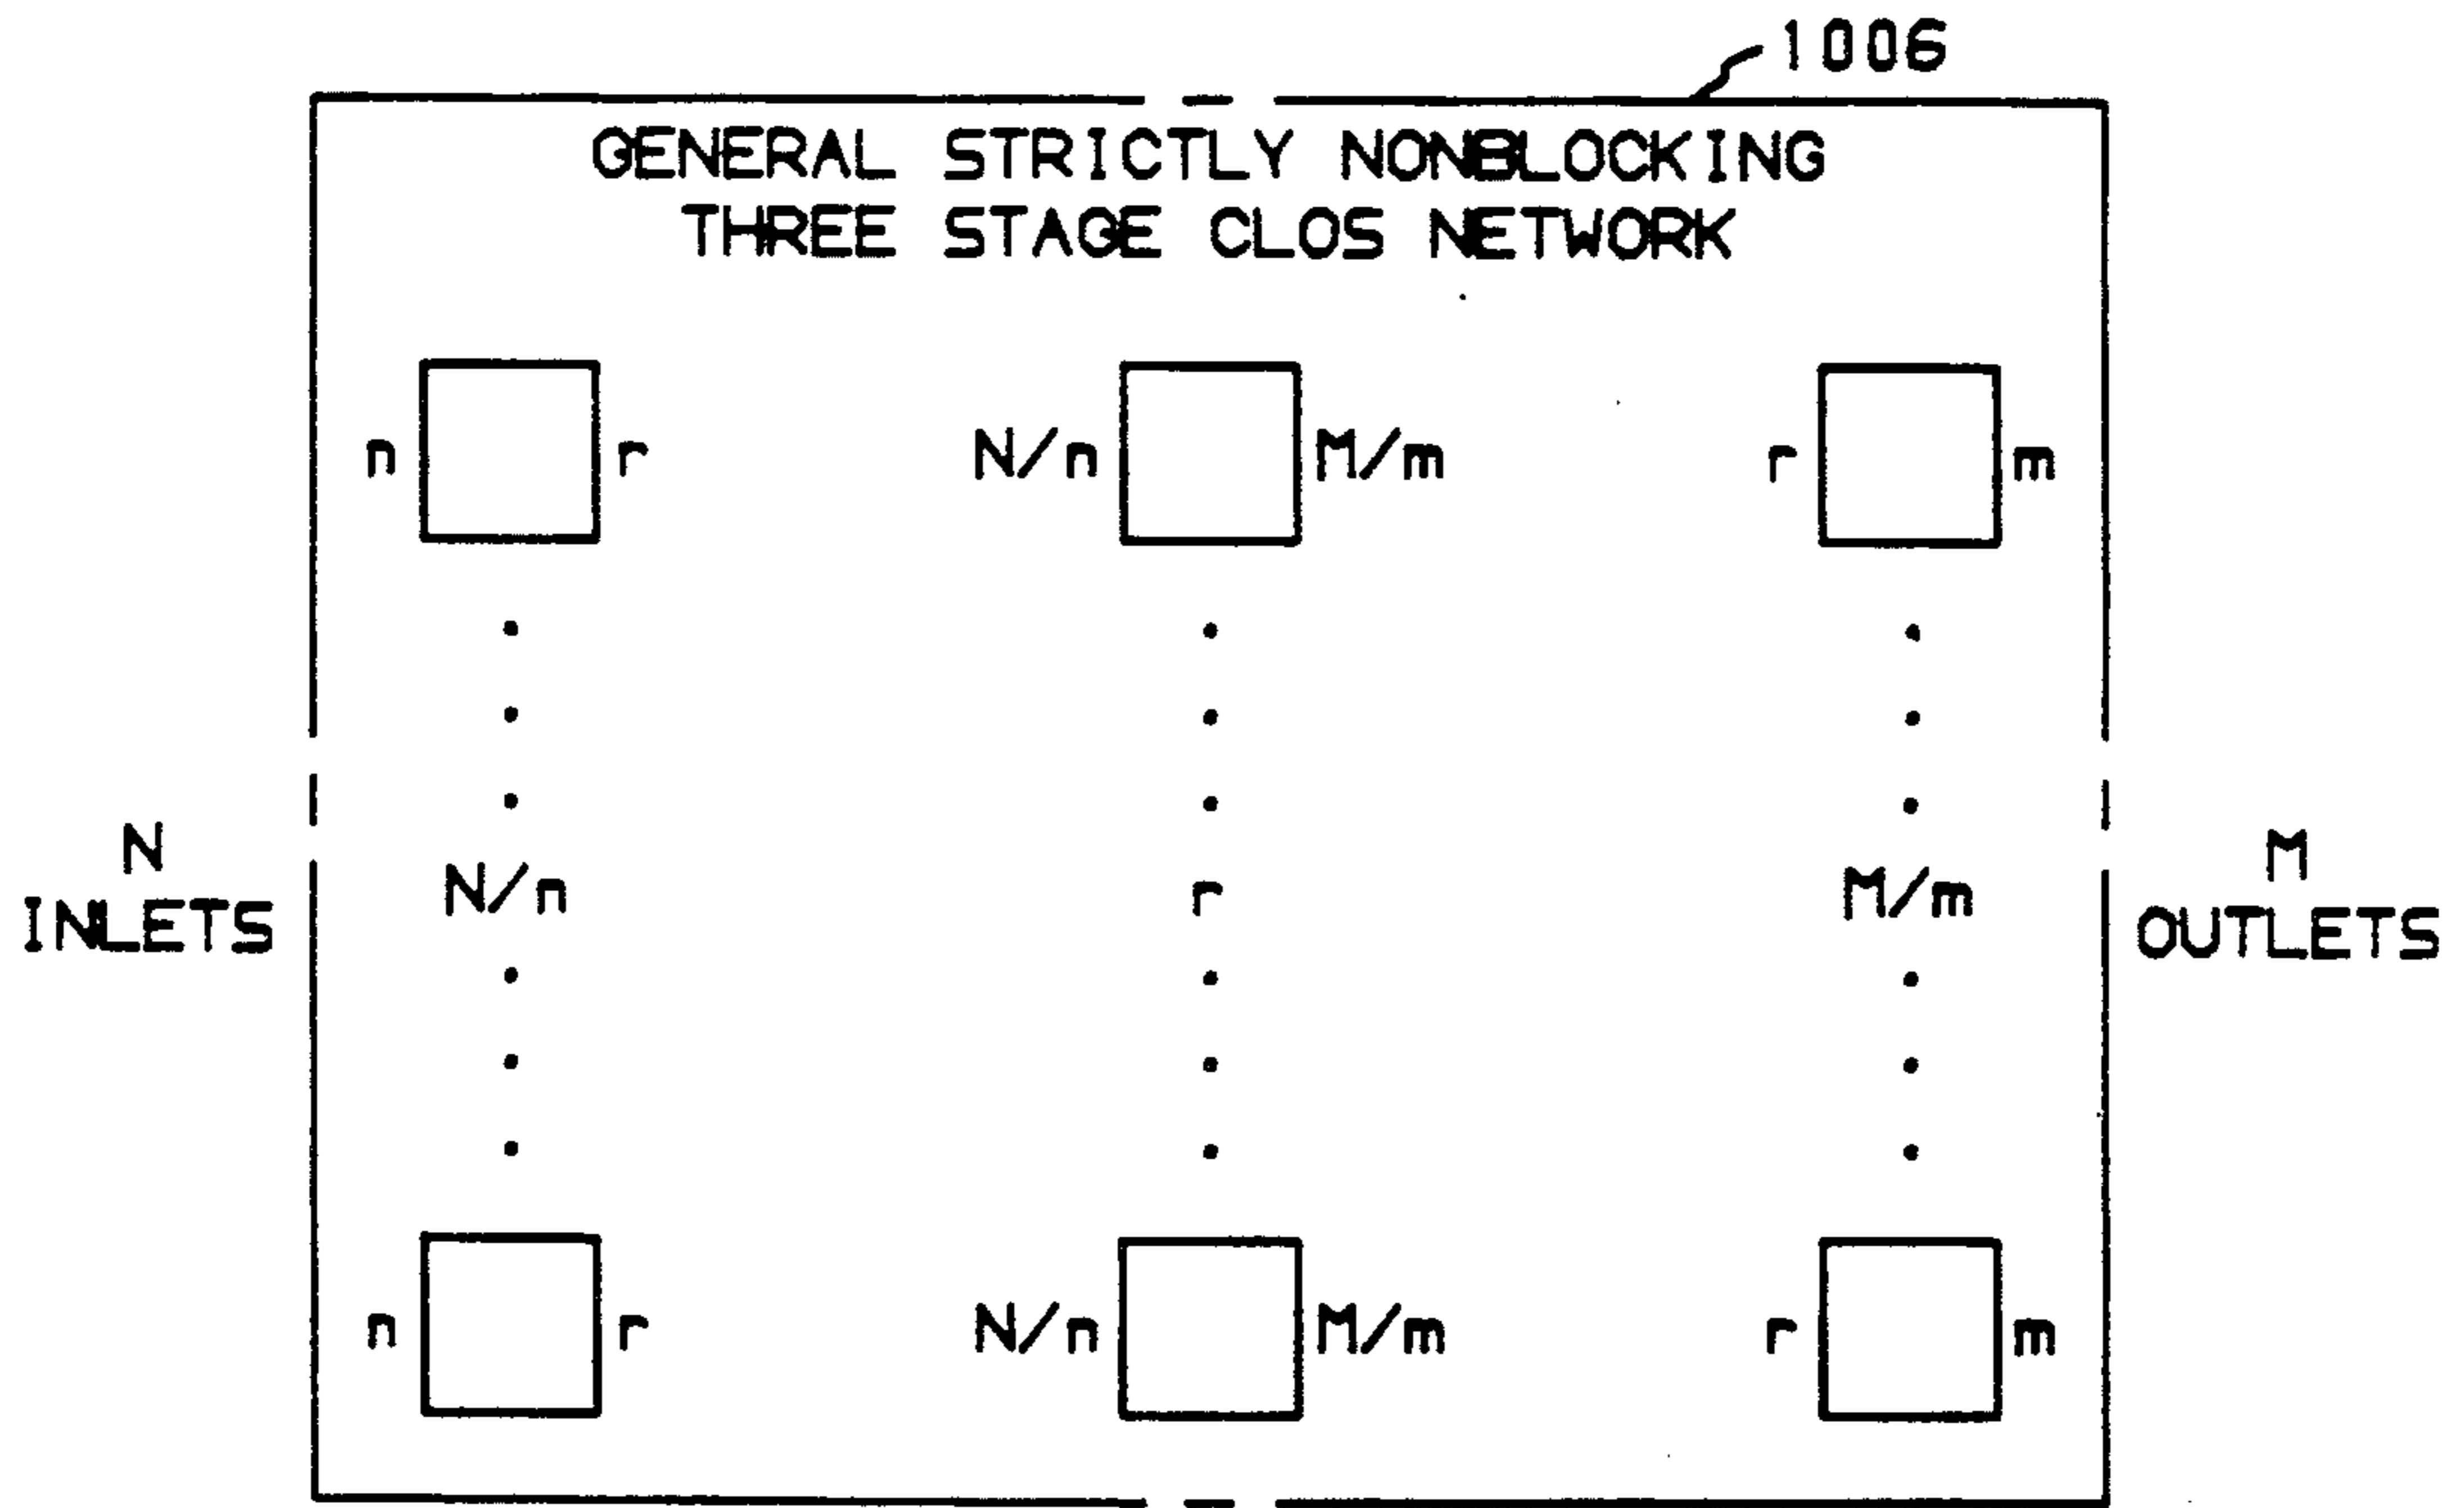 1006
GENERAL STRICTLY NONBLOCKING
THREE STAGE CLOS NETWORK
n r N/n M/m r m
N INLETS
N/n r M/m
M OUTLETS
n r N/n M/m r m